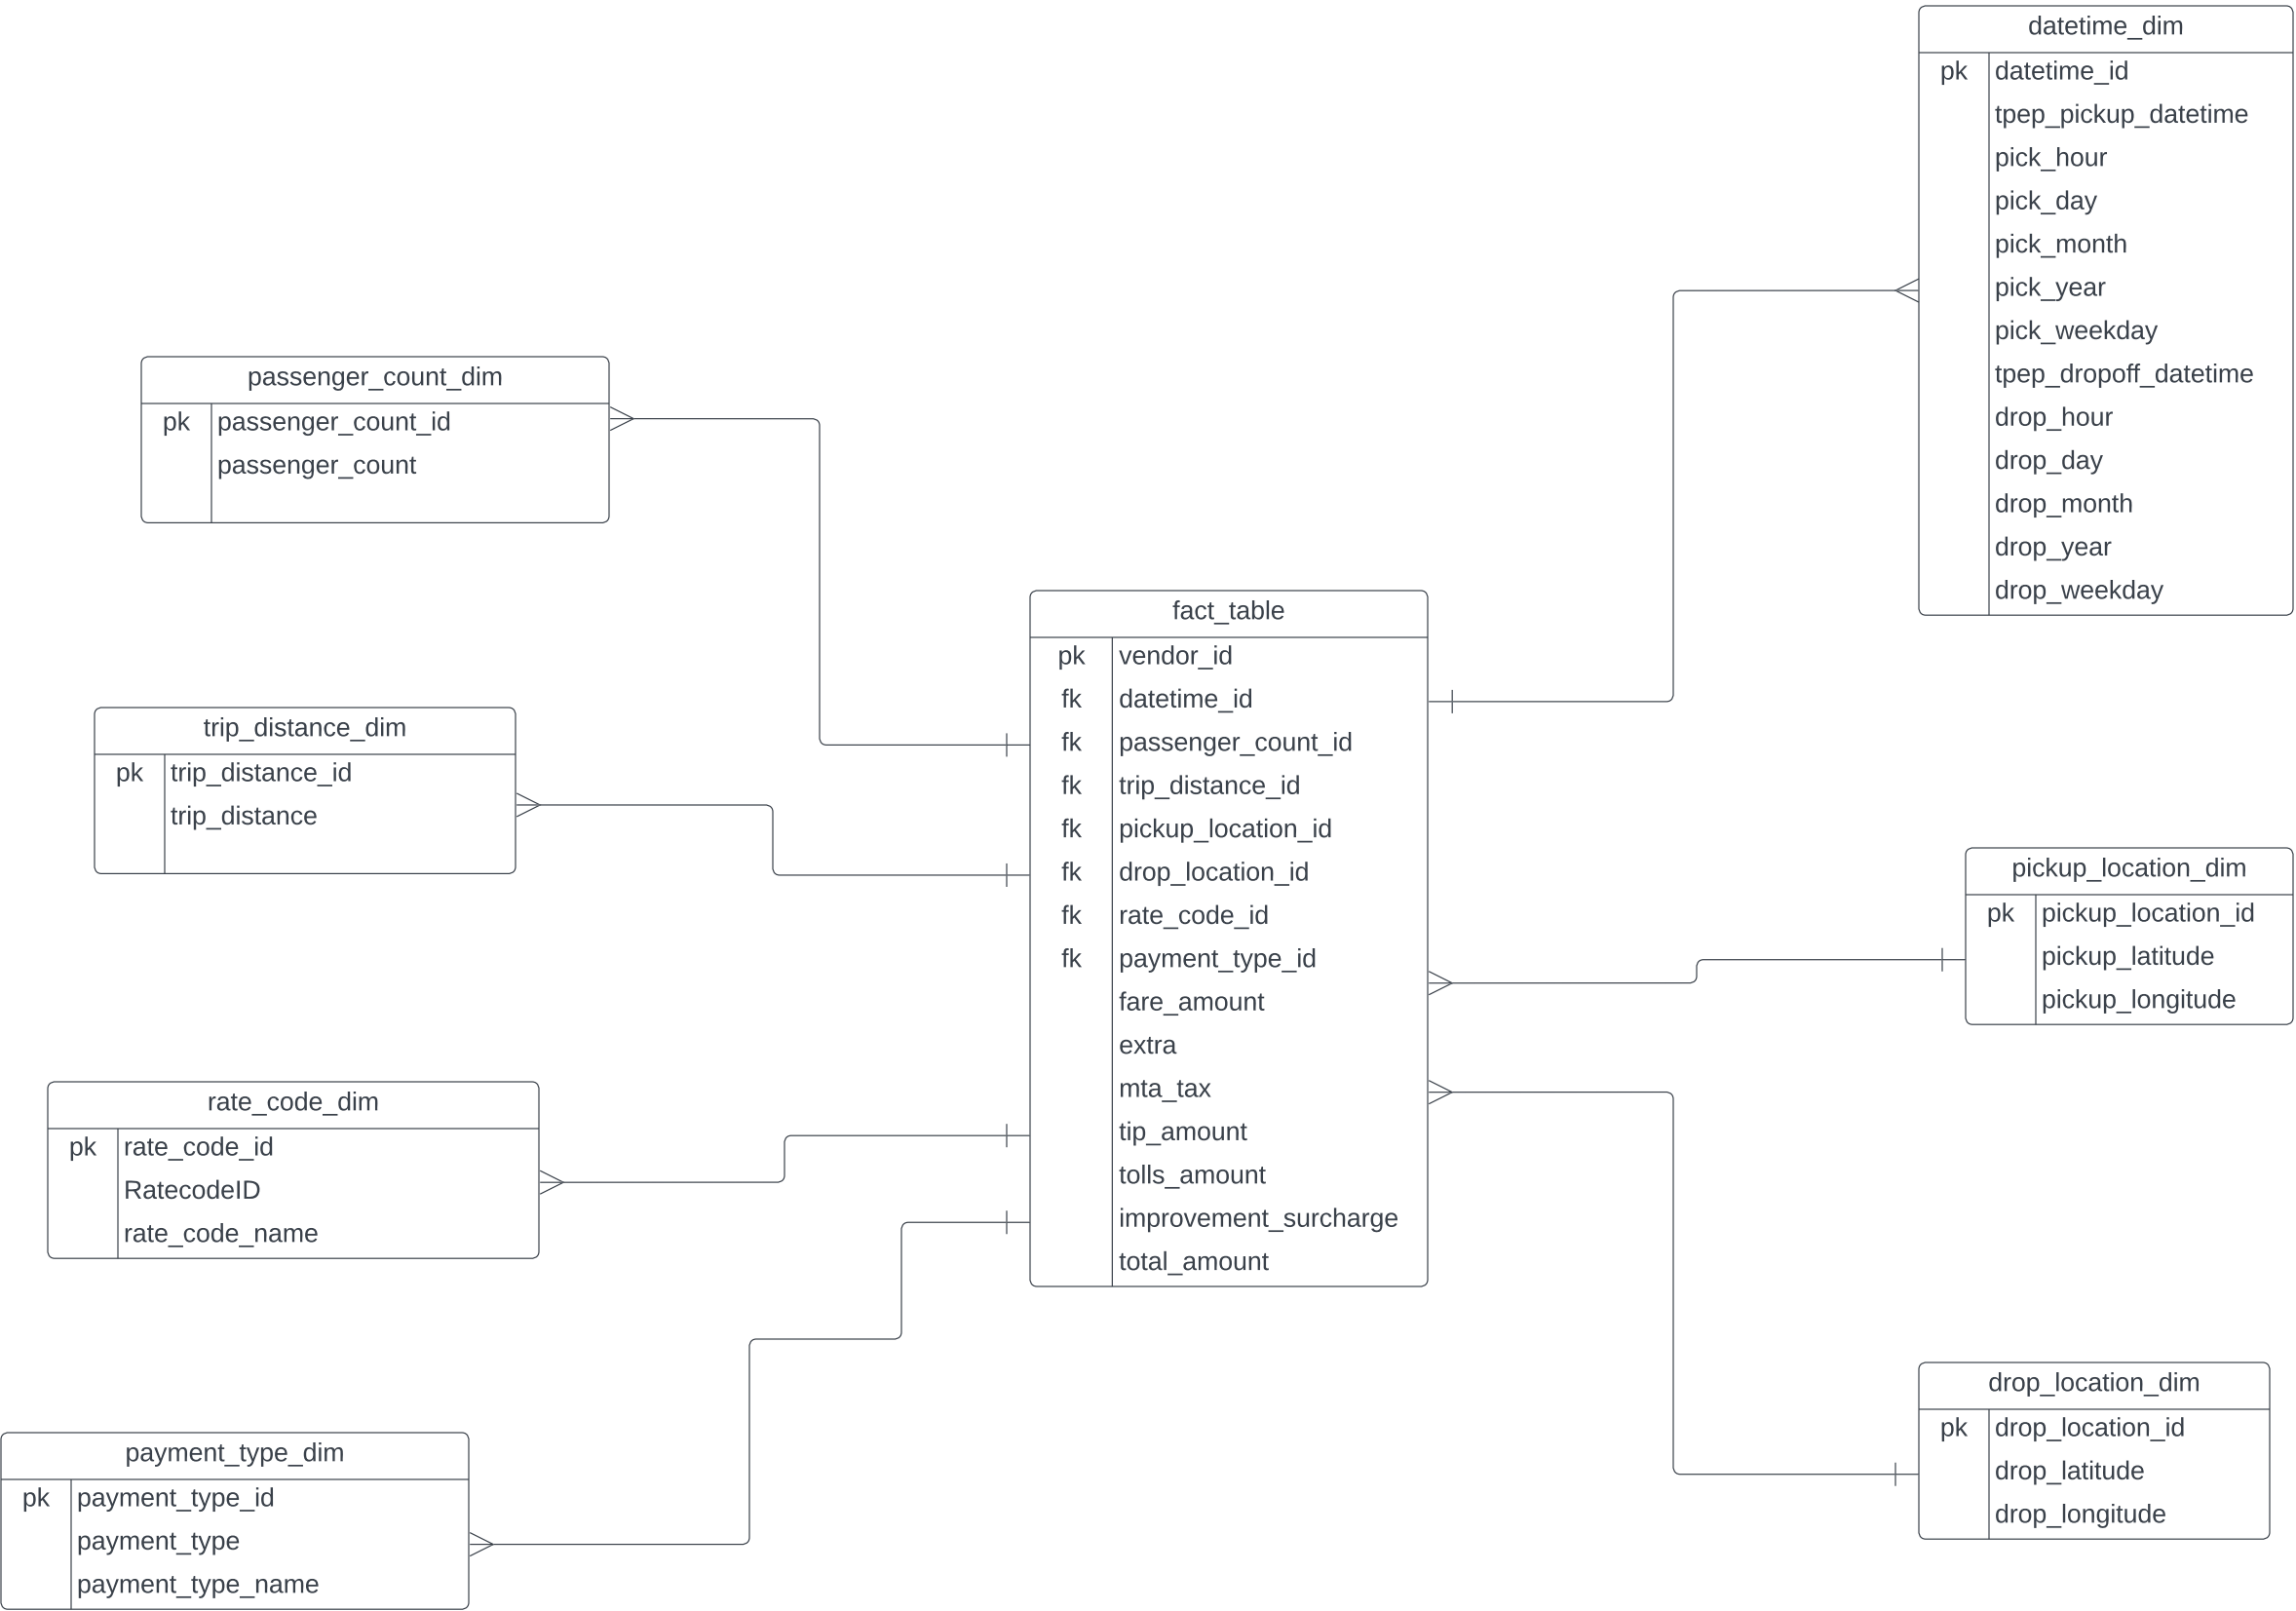 datetime_dim
pk datetime_id
tpep_pickup_datetime
pick_hour
pick_day
pick_month
pick_year
pick_weekday
tpep_dropoff_datetime
drop_hour
drop_day
drop_month
drop_year
drop_weekday
passenger_count_dim
pk passenger_count_id
passenger_count
fact_table
pk vendor_id
fk datetime_id
fk passenger_count_id
fk trip_distance_id
fk pickup_location_id
fk drop_location_id
fk rate_code_id
fk payment_type_id
fare_amount
extra
mta_tax
tip_amount
tolls_amount
improvement_surcharge
total_amount
trip_distance_dim
pk trip_distance_id
trip_distance
pickup_location_dim
pk pickup_location_id
pickup_latitude
pickup_longitude
rate_code_dim
pk rate_code_id
RatecodeID
rate_code_name
drop_location_dim
pk drop_location_id
drop_latitude
drop_longitude
payment_type_dim
pk payment_type_id
payment_type
payment_type_name